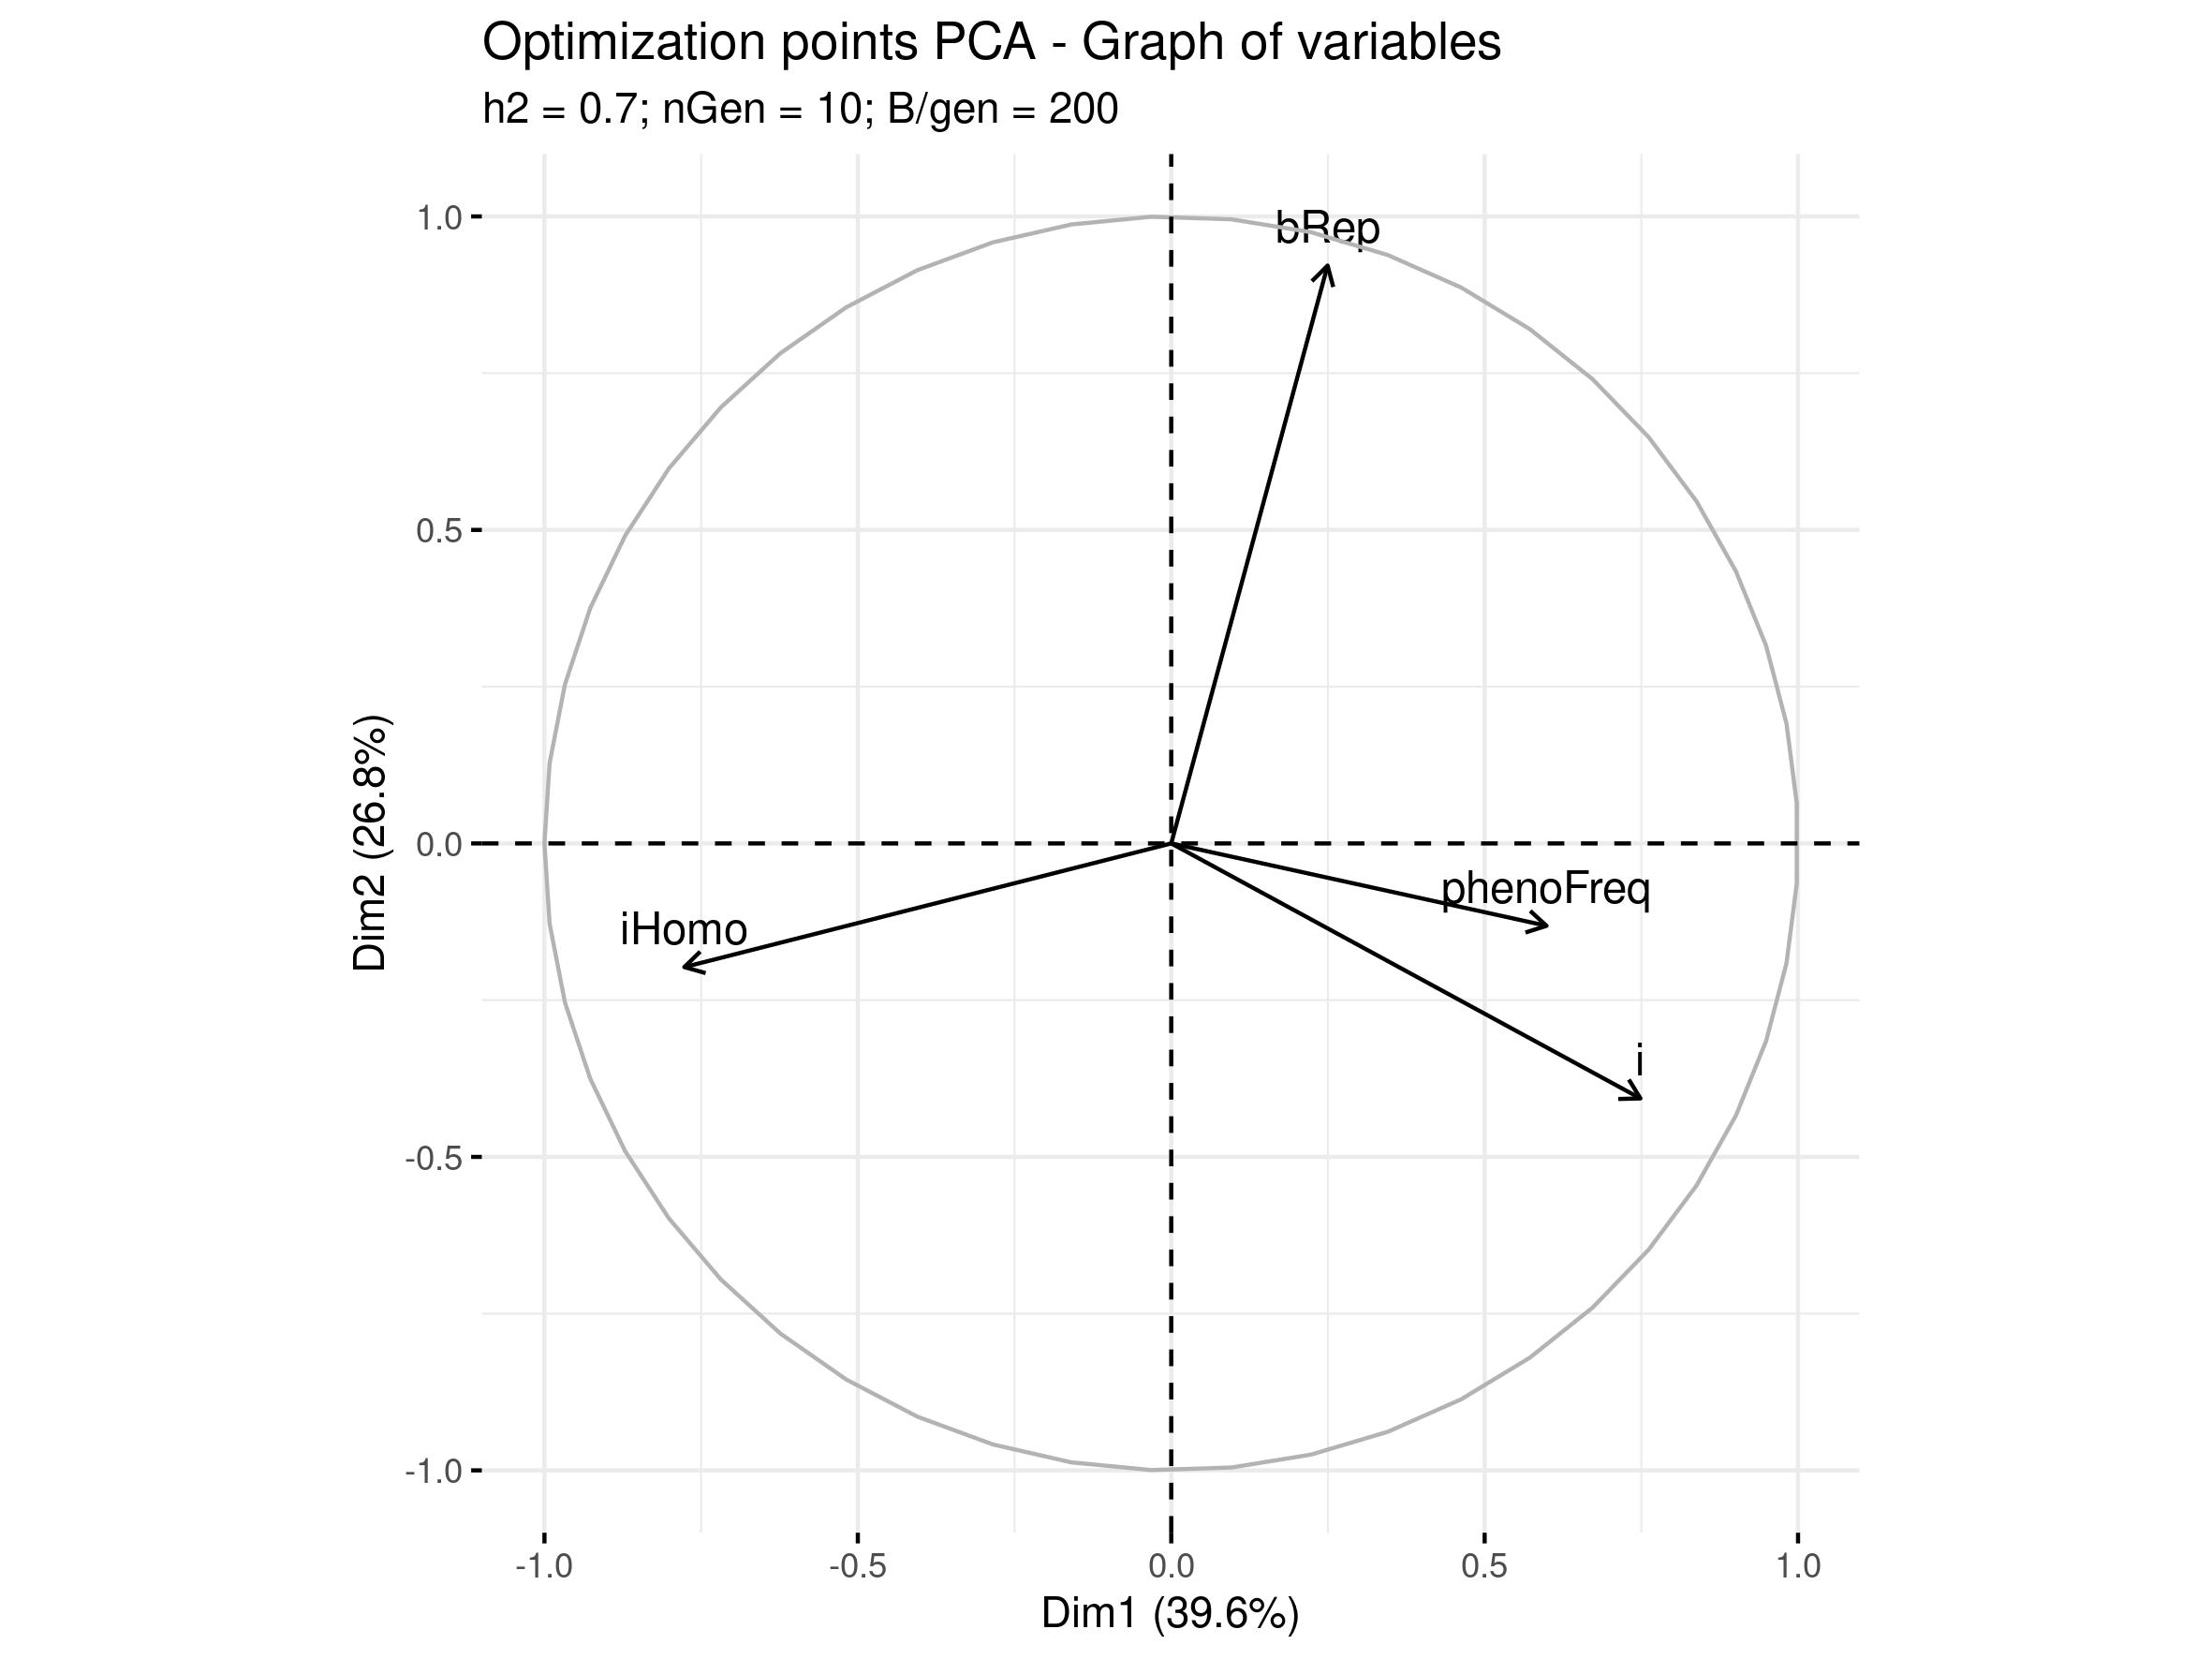 Optimization points PCA - Graph of variables
h2 = 0.7; nGen = 10; B/gen = 200
bRep
phenoFreq
iHomo
i
1.0
0.5
0.0
-0.5
-1.0
Dim2 (26.8%)
-1.0 -0.5 0.0 0.5 1.0
Dim1 (39.6%)